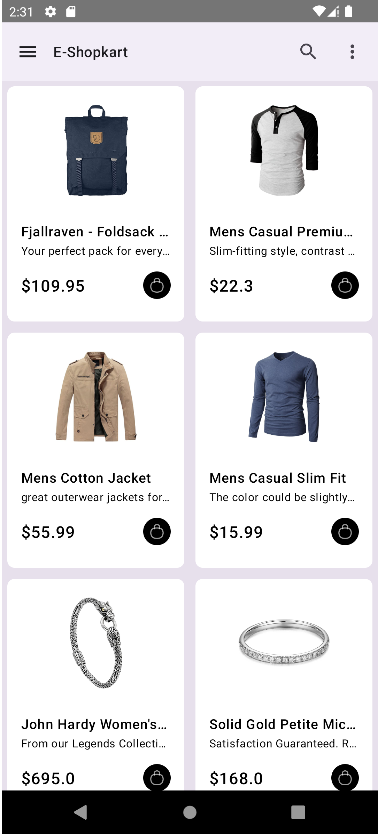 2:31
E-Shopkart
Fjallraven - Foldsack ...
Your perfect pack for every...
$109.95
Mens Casual Premiu...
Slim-fitting style, contrast ...
$22.3
Mens Cotton Jacket
great outerwear jackets for...
$55.99
Mens Casual Slim Fit
The color could be slightly...
$15.99
John Hardy Women's...
From our Legends Collecti...
$695.0
Solid Gold Petite Mic...
Satisfaction Guaranteed. R...
$168.0